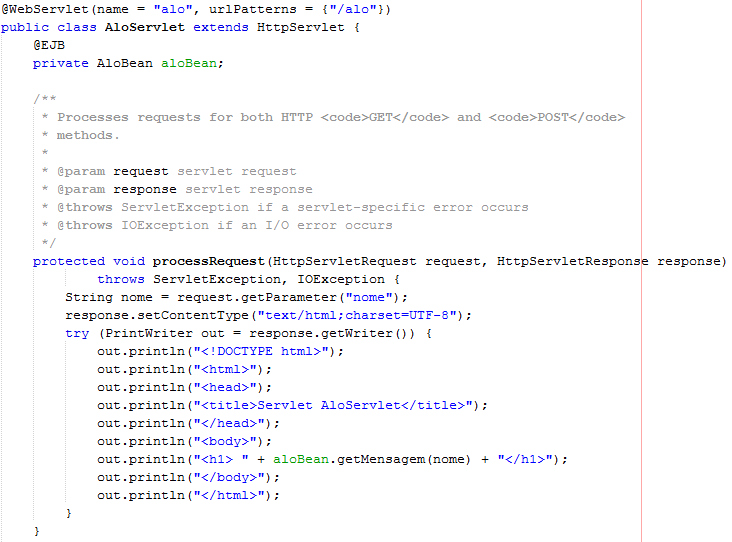 @WebServlet(name = "alo", urlPatterns = {"/alo"})
public class AloServlet extends HttpServlet {
    @EJB
    private AloBean aloBean;

    /**
     * Processes requests for both HTTP <code>GET</code> and <code>POST</code>
     * methods.
     *
     * @param request servlet request
     * @param response servlet response
     * @throws ServletException if a servlet-specific error occurs
     * @throws IOException if an I/O error occurs
     */
    protected void processRequest(HttpServletRequest request, HttpServletResponse response)
            throws ServletException, IOException {
        String nome = request.getParameter("nome");
        response.setContentType("text/html;charset=UTF-8");
        try (PrintWriter out = response.getWriter()) {
            out.println("<!DOCTYPE html>");
            out.println("<html>");
            out.println("<head>");
            out.println("<title>Servlet AloServlet</title>");
            out.println("</head>");
            out.println("<body>");
            out.println("<h1> " + aloBean.getMensagem(nome) + "</h1>");
            out.println("</body>");
            out.println("</html>");
        }
    }